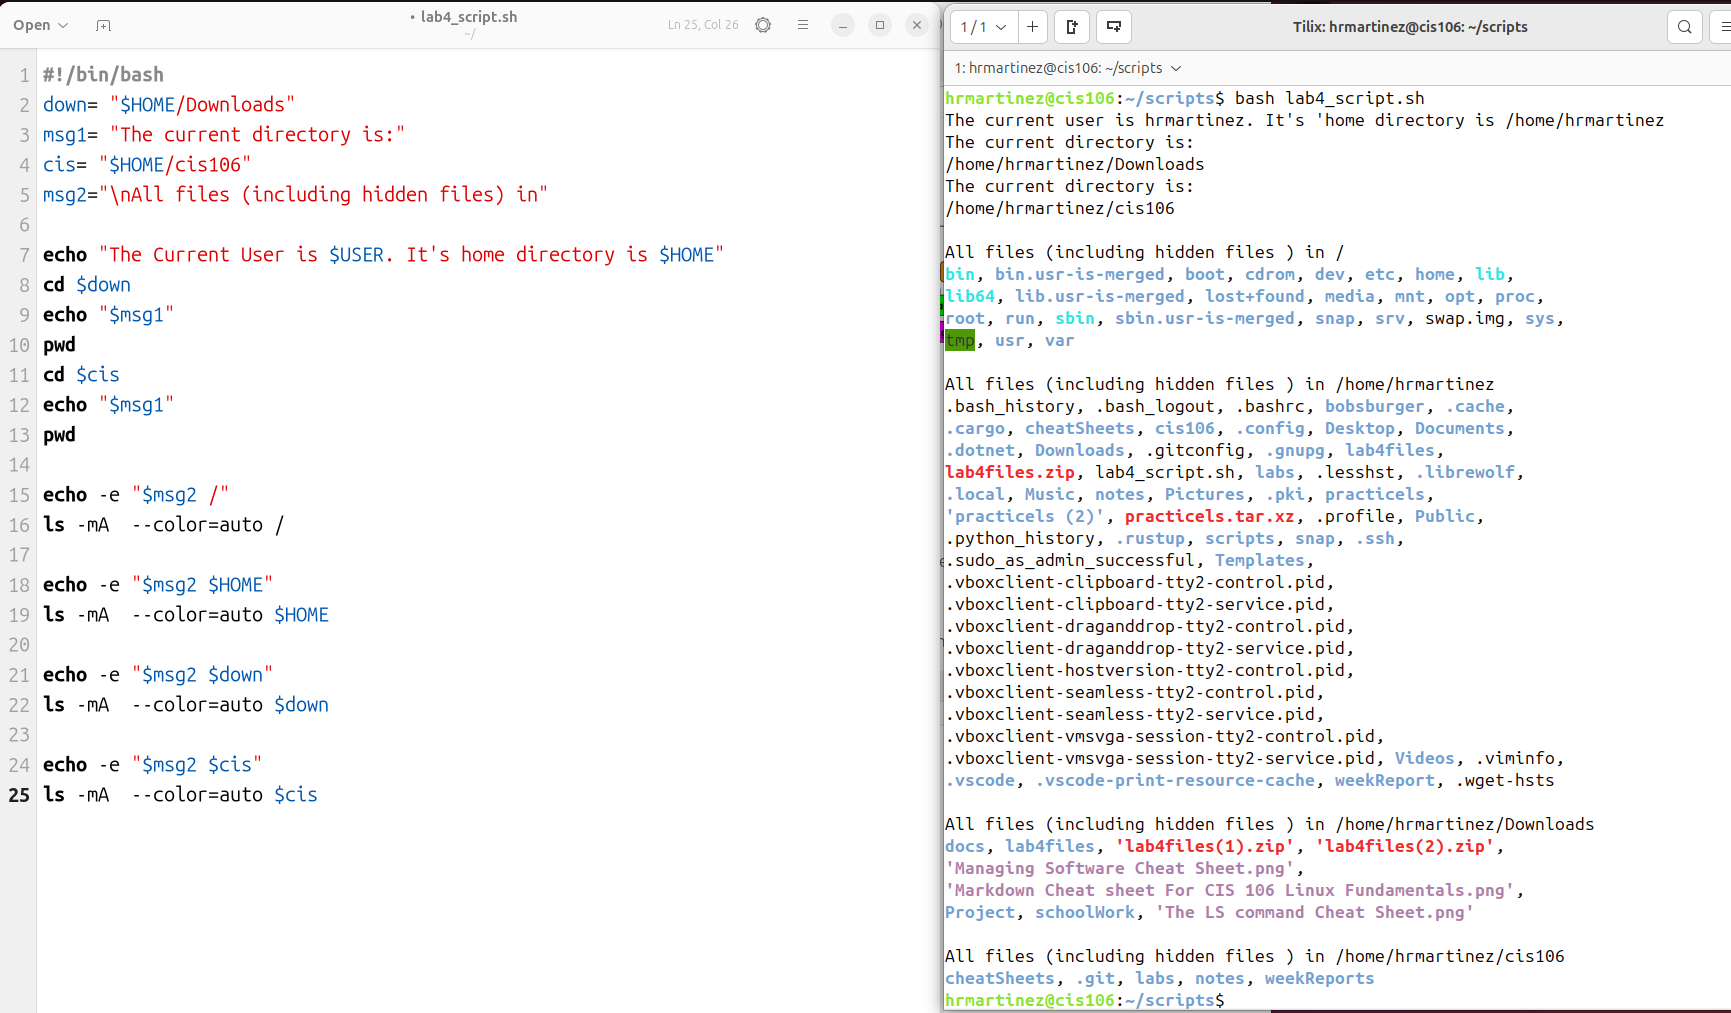 Open
• lab4_script.sh
~/
Ln 25, Col 26
1 #!/bin/bash
2 down= "$HOME/Downloads"
3 msg1= "The current directory is:"
4 cis= "$HOME/cis106"
5 msg2="\nAll files (including hidden files) in"
6
7 echo "The Current User is $USER. It's home directory is $HOME"
8 cd $down
9 echo "$msg1"
10 pwd
11 cd $cis
12 echo "$msg1"
13 pwd
14
15 echo -e "$msg2 /"
16 ls -mA  --color=auto /
17
18 echo -e "$msg2 $HOME"
19 ls -mA  --color=auto $HOME
20
21 echo -e "$msg2 $down"
22 ls -mA  --color=auto $down
23
24 echo -e "$msg2 $cis"
25 ls -mA  --color=auto $cis
1 / 1
Tilix: hrmartinez@cis106: ~/scripts
1: hrmartinez@cis106: ~/scripts
hrmartinez@cis106:~/scripts$ bash lab4_script.sh
The current user is hrmartinez. It's 'home directory is /home/hrmartinez
The current directory is:
/home/hrmartinez/Downloads
The current directory is:
/home/hrmartinez/cis106
All files (including hidden files ) in /
bin, bin.usr-is-merged, boot, cdrom, dev, etc, home, lib,
lib64, lib.usr-is-merged, lost+found, media, mnt, opt, proc,
root, run, sbin, sbin.usr-is-merged, snap, srv, swap.img, sys,
tmp, usr, var
All files (including hidden files ) in /home/hrmartinez
.bash_history, .bash_logout, .bashrc, bobsburger, .cache,
.cargo, cheatSheets, cis106, .config, Desktop, Documents,
.dotnet, Downloads, .gitconfig, .gnupg, lab4files,
lab4files.zip, lab4_script.sh, labs, .lesshst, .librewolf,
.local, Music, notes, Pictures, .pki, practicels,
'practicels (2)', practicels.tar.xz, .profile, Public,
.python_history, .rustup, scripts, snap, .ssh,
.sudo_as_admin_successful, Templates,
.vboxclient-clipboard-tty2-control.pid,
.vboxclient-clipboard-tty2-service.pid,
.vboxclient-draganddrop-tty2-control.pid,
.vboxclient-draganddrop-tty2-service.pid,
.vboxclient-hostversion-tty2-control.pid,
.vboxclient-seamless-tty2-control.pid,
.vboxclient-seamless-tty2-service.pid,
.vboxclient-vmsvga-session-tty2-control.pid,
.vboxclient-vmsvga-session-tty2-service.pid, Videos, .viminfo,
.vscode, .vscode-print-resource-cache, weekReport, .wget-hsts
All files (including hidden files ) in /home/hrmartinez/Downloads
docs, lab4files, 'lab4files(1).zip', 'lab4files(2).zip',
'Managing Software Cheat Sheet.png',
'Markdown Cheat sheet For CIS 106 Linux Fundamentals.png',
Project, schoolWork, 'The LS command Cheat Sheet.png'
All files (including hidden files ) in /home/hrmartinez/cis106
cheatSheets, .git, labs, notes, weekReports
hrmartinez@cis106:~/scripts$